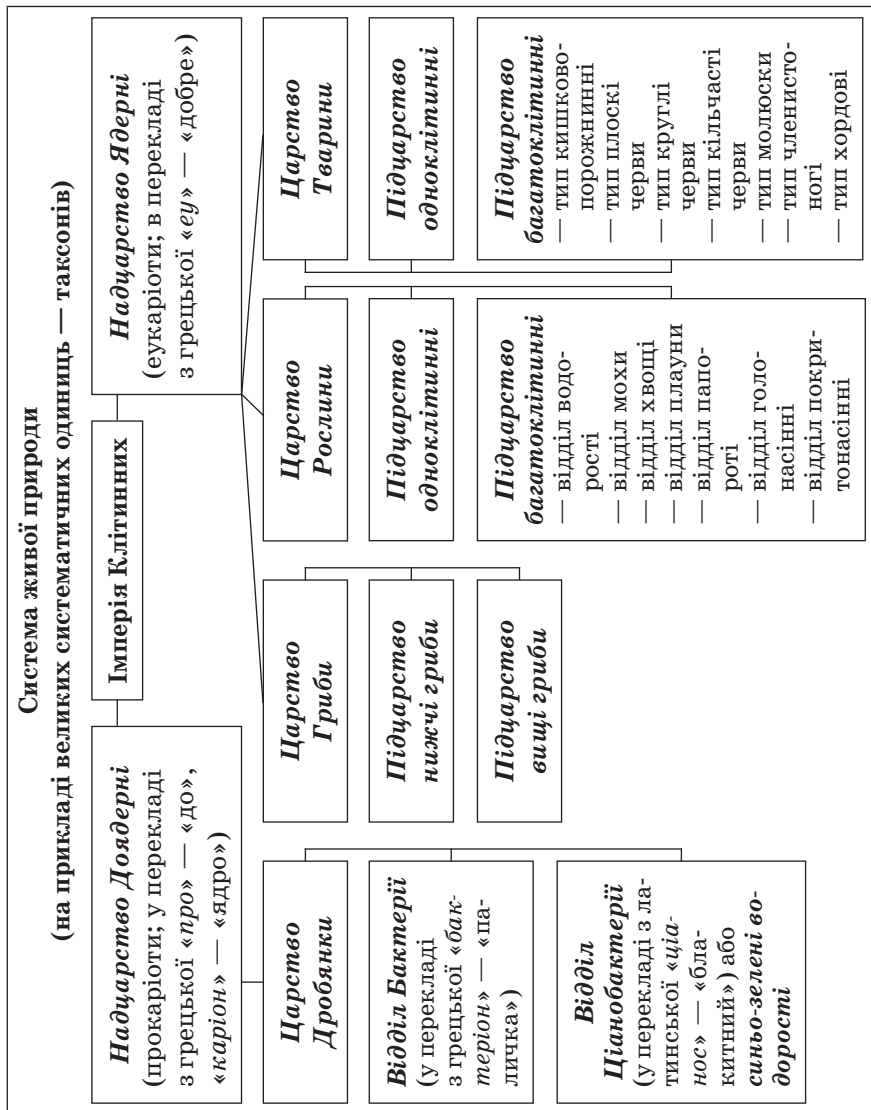 Система живої природи
(на прикладі великих систематичних одиниць — таксонів)
Імперія Клітинних
Надцарство Доядерні
(прокаріоти; у перекладі
з грецької «про» — «до»,
«каріон» — «ядро»)
Надцарство Ядерні
(еукаріоти; в перекладі
з грецької «еу» — «добре»)
Царство
Дробянки
Відділ Бактерії
(у перекладі
з грецької «бак-
теріон» — «па-
личка»)
Відділ
Ціанобактерії
(у перекладі з ла-
тинської «ціа-
нос» — «бла-
китний») або
синьо-зелені во-
дорості
Царство
Гриби
Підцарство
нижчі гриби
Підцарство
вищі гриби
Царство
Рослини
Підцарство
одноклітинні
Підцарство
багатоклітинні
— відділ водо-
рості
— відділ мохи
— відділ хвощі
— відділ плауни
— відділ папо-
роті
— відділ голо-
насінні
— відділ покри-
тонасінні
Царство
Тварини
Підцарство
одноклітинні
Підцарство
багатоклітинні
— тип кишково-
порожнинні
— тип плоскі
черви
— тип круглі
черви
— тип кільчасті
черви
— тип молюски
— тип членисто-
ногі
— тип хордові